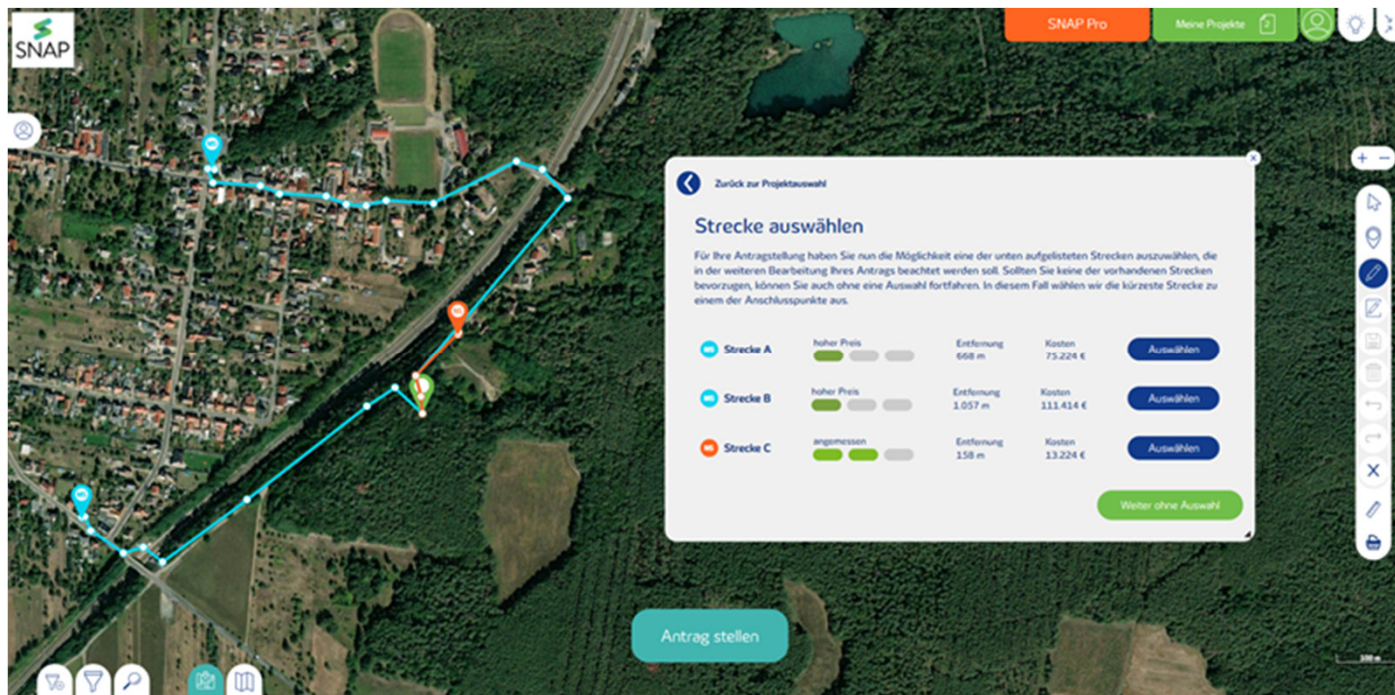 SNAP
SNAP Pro
Meine Projekte 2
Zurück zur Projektauswahl
Strecke auswählen
Für Ihre Antragstellung haben Sie nun die Möglichkeit eine der unten aufgelisteten Strecken auszuwählen, die
in der weiteren Bearbeitung Ihres Antrags beachtet werden soll. Sollten Sie keine der vorhandenen Strecken
bevorzugen, können Sie auch ohne eine Auswahl fortfahren. In diesem Fall wählen wir die kürzeste Strecke zu
einem der Anschlusspunkte aus.
MS Strecke A hoher Preis Entfernung 668 m Kosten 75.224 € Auswählen
MS Strecke B hoher Preis Entfernung 1.057 m Kosten 111.414 € Auswählen
NS Strecke C angemessen Entfernung 158 m Kosten 13.224 € Auswählen
Weiter ohne Auswahl
Antrag stellen
100 m